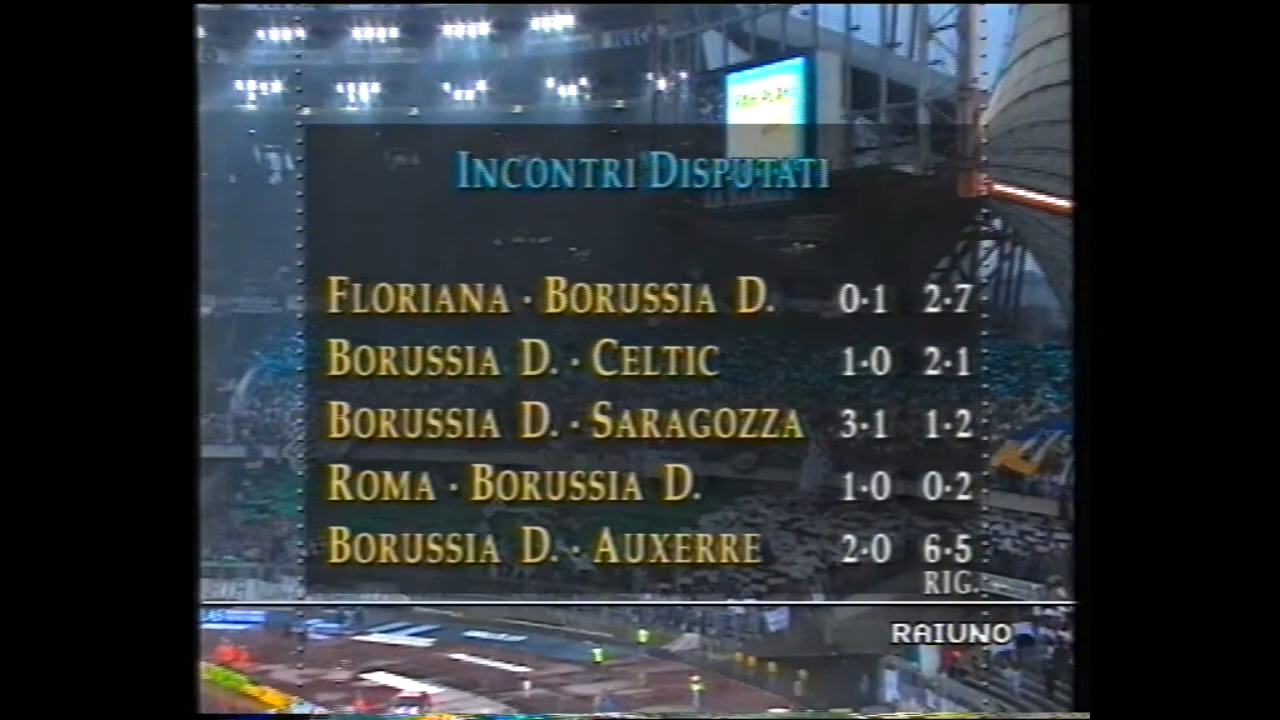 INCONTRI DISPUTATI
FLORIANA · BORUSSIA D. 0·1 2·7
BORUSSIA D. · CELTIC 1·0 2·1
BORUSSIA D. · SARAGOZZA 3·1 1·2
ROMA · BORUSSIA D. 1·0 0·2
BORUSSIA D. · AUXERRE 2·0 6·5
RIG.
RAIUNO